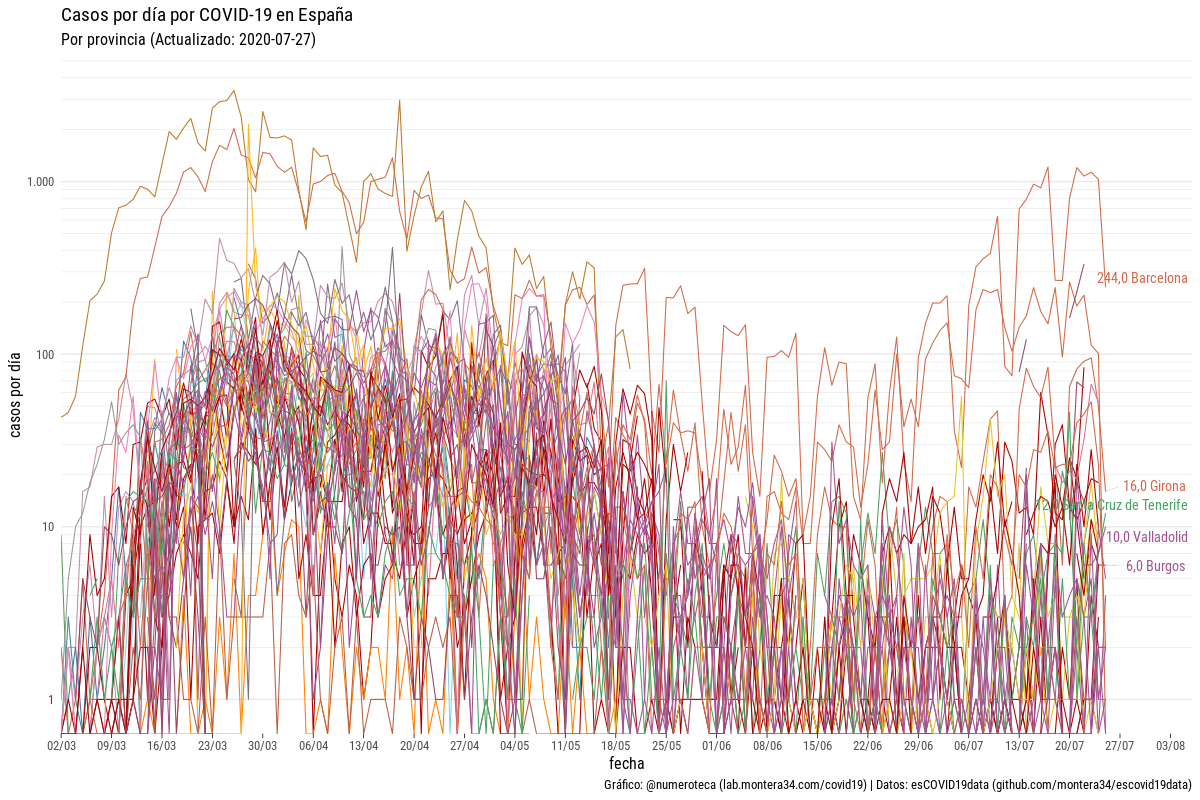 Casos por día por COVID-19 en España
Por provincia (Actualizado: 2020-07-27)
casos por día
1.000
100
10
1
244,0 Barcelona
16,0 Girona
Cruz de Tenerife
10,0 Valladolid
6,0 Burgos
02/03 09/03 16/03 23/03 30/03 06/04 13/04 20/04 27/04 04/05 11/05 18/05 25/05 01/06 08/06 15/06 22/06 29/06 06/07 13/07 20/07 27/07 03/08
fecha
Gráfico: @numeroteca (lab.montera34.com/covid19) | Datos: esCOVID19data (github.com/montera34/escovid19data)